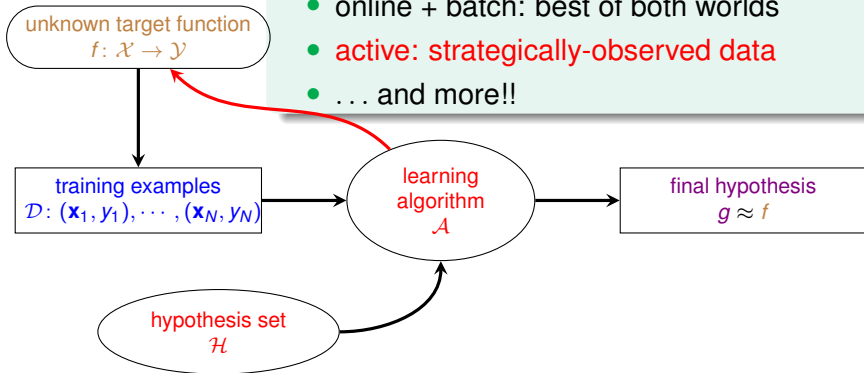 • online + batch: best of both worlds
• active: strategically-observed data
• . . . and more!!
unknown target function
f : 𝒳 → 𝒴
training examples
𝒟 : (x₁, y₁), · · · , (x_N, y_N)
learning
algorithm
𝒜
final hypothesis
g ≈ f
hypothesis set
ℋ